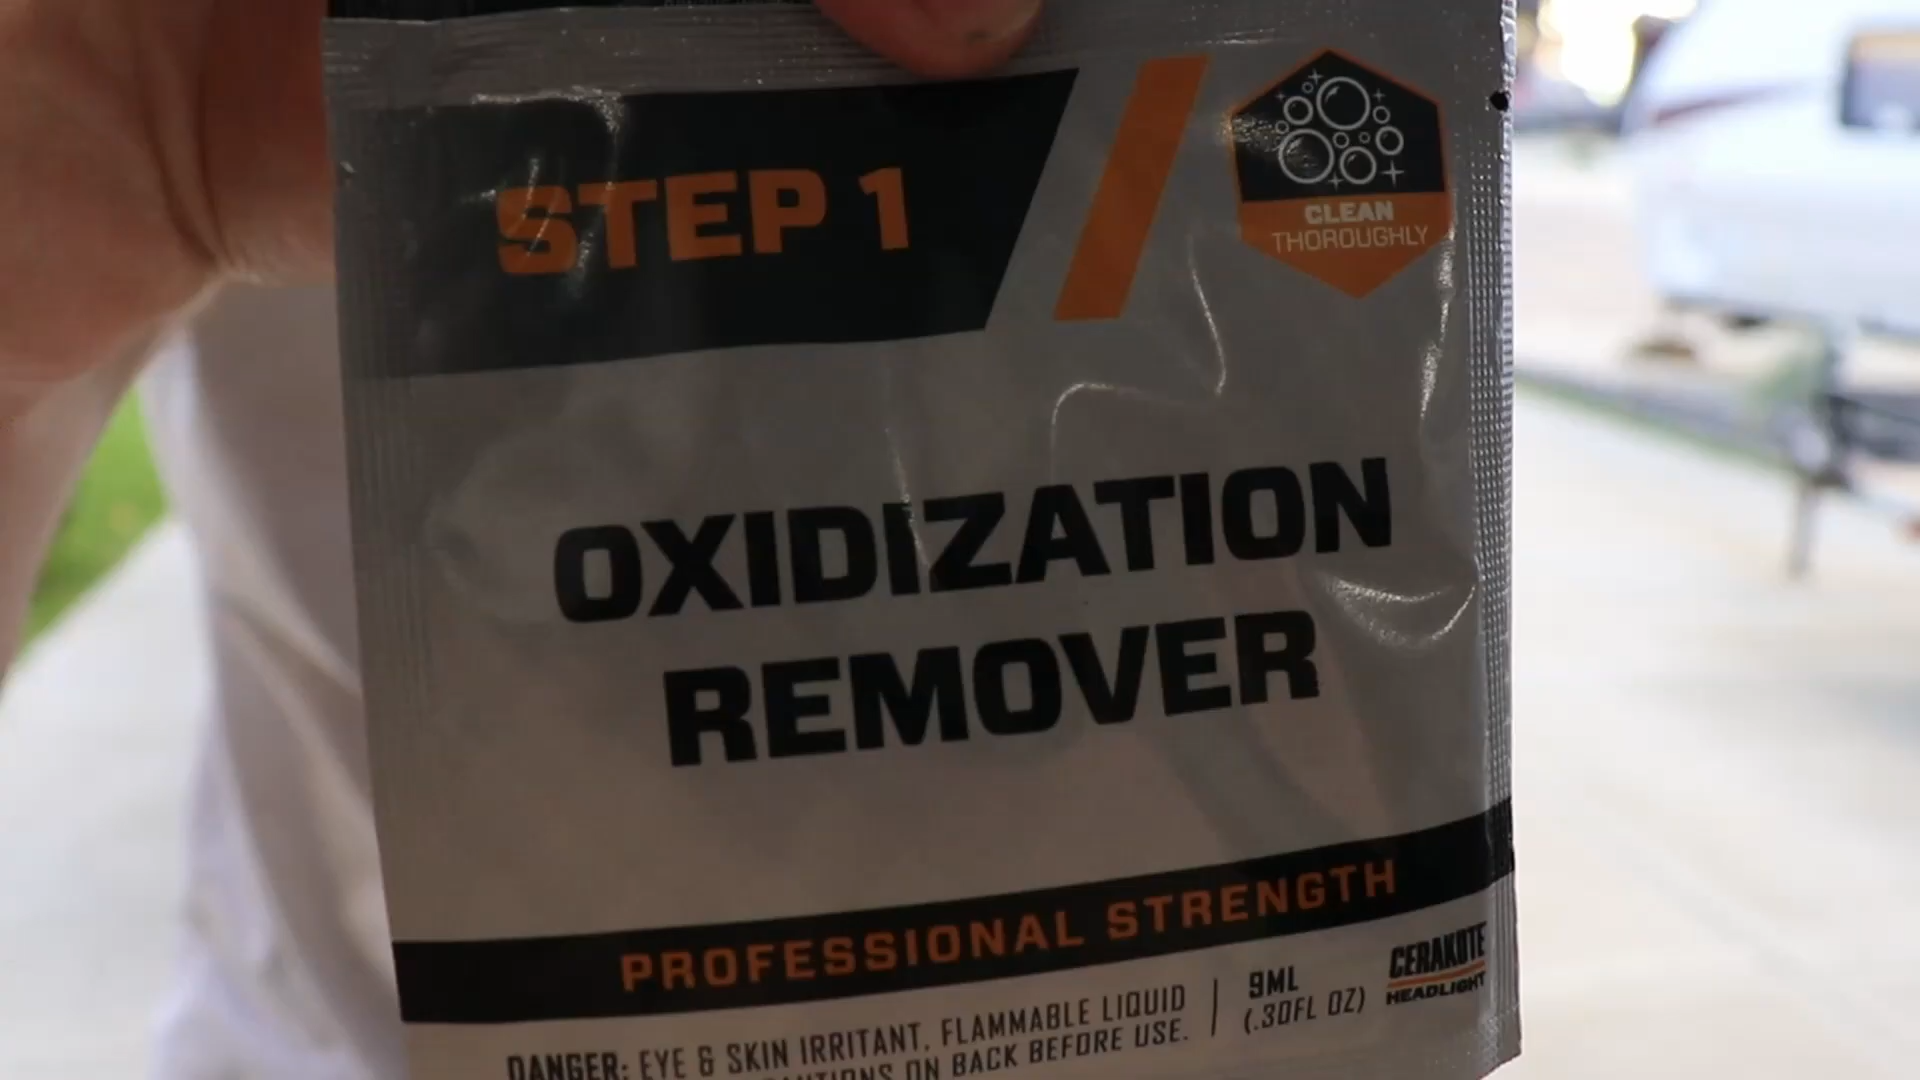 STEP 1
CLEAN
THOROUGHLY
OXIDIZATION
REMOVER
PROFESSIONAL STRENGTH
DANGER: EYE & SKIN IRRITANT, FLAMMABLE LIQUID
ON BACK BEFORE USE.
9ML
(.30FL OZ)
CERAKOTE
HEADLIGHT